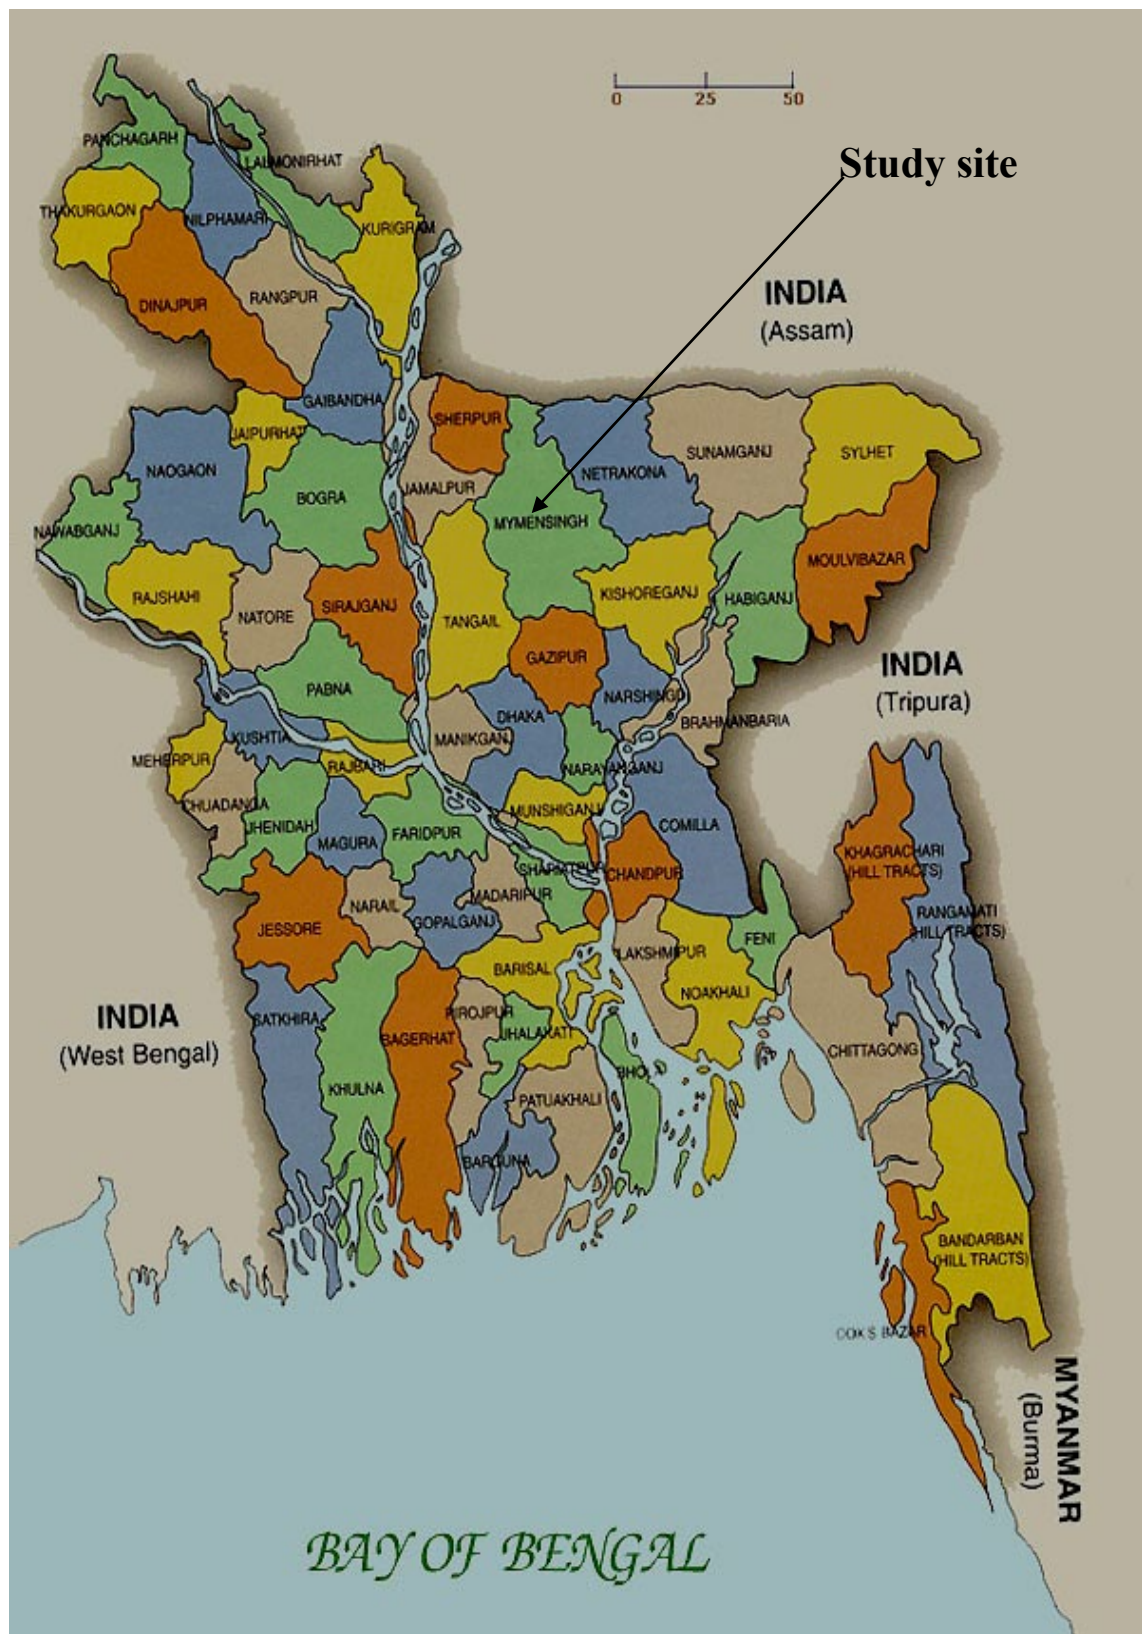 0 25 50
Study site
PANCHAGARH
LALMONIRHAT
THAKURGAON
NILPHAMARI
KURIGRAM
DINAJPUR
RANGPUR
INDIA
(Assam)
GAIBANDHA
JAIPURHAT
SHERPUR
NAOGAON
BOGRA
JAMALPUR
NETRAKONA
SUNAMGANJ
SYLHET
NAWABGANJ
MYMENSINGH
MOULVIBAZAR
RAJSHAHI
NATORE
SIRAJGANJ
TANGAIL
KISHOREGANJ
HABIGANJ
GAZIPUR
INDIA
(Tripura)
PABNA
DHAKA
NARSHINGDI
BRAHMANBARIA
KUSHTIA
MANIKGANJ
MEHERPUR
RAJBARI
NARAYANGANJ
CHUADANGA
JHENIDAH
MAGURA
FARIDPUR
MUNSHIGANJ
COMILLA
KHAGRACHARI
(HILL TRACTS)
SHARIATPUR
CHANDPUR
MADARIPUR
NARAIL
GOPALGANJ
JESSORE
RANGAMATI
(HILL TRACTS)
FENI
LAKSHMIPUR
BARISAL
NOAKHALI
INDIA
(West Bengal)
SATKHIRA
PIROJPUR
JHALAKATI
BAGERHAT
CHITTAGONG
KHULNA
BHOLA
PATUAKHALI
BARGUNA
BANDARBAN
(HILL TRACTS)
COX'S BAZAR
MYANMAR
(Burma)
BAY OF BENGAL